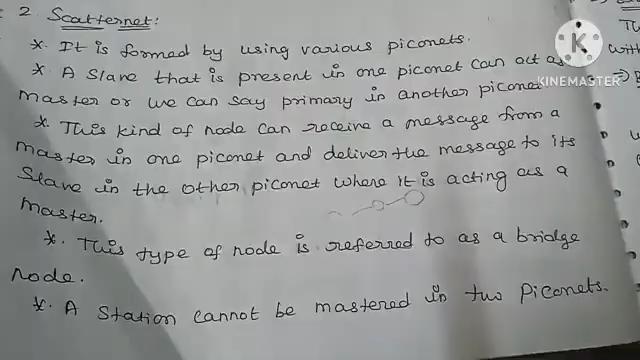 2. Scatternet:
* It is formed by using various piconets.
* A slave that is present in one piconet can act as
master or we can say primary in another piconet
* This kind of node can receive a message from a
master in one piconet and deliver the message to its
slave in the other piconet where it is acting as a
master.
*. This type of node is referred to as a bridge
node.
*. A station cannot be mastered in two piconets.
K
KINEMASTER
with